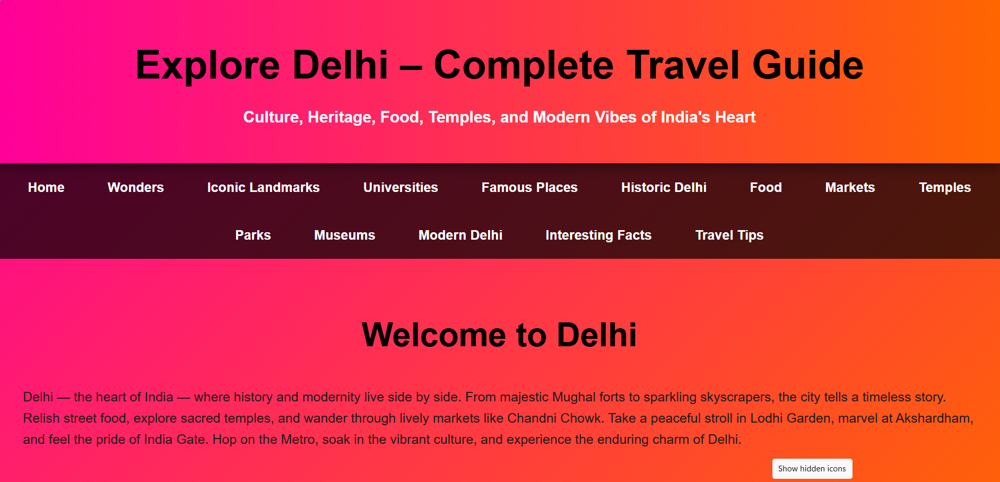 Explore Delhi – Complete Travel Guide
Culture, Heritage, Food, Temples, and Modern Vibes of India's Heart
Home Wonders Iconic Landmarks Universities Famous Places Historic Delhi Food Markets Temples
Parks Museums Modern Delhi Interesting Facts Travel Tips
Welcome to Delhi
Delhi — the heart of India — where history and modernity live side by side. From majestic Mughal forts to sparkling skyscrapers, the city tells a timeless story.
Relish street food, explore sacred temples, and wander through lively markets like Chandni Chowk. Take a peaceful stroll in Lodhi Garden, marvel at Akshardham,
and feel the pride of India Gate. Hop on the Metro, soak in the vibrant culture, and experience the enduring charm of Delhi.
Show hidden icons